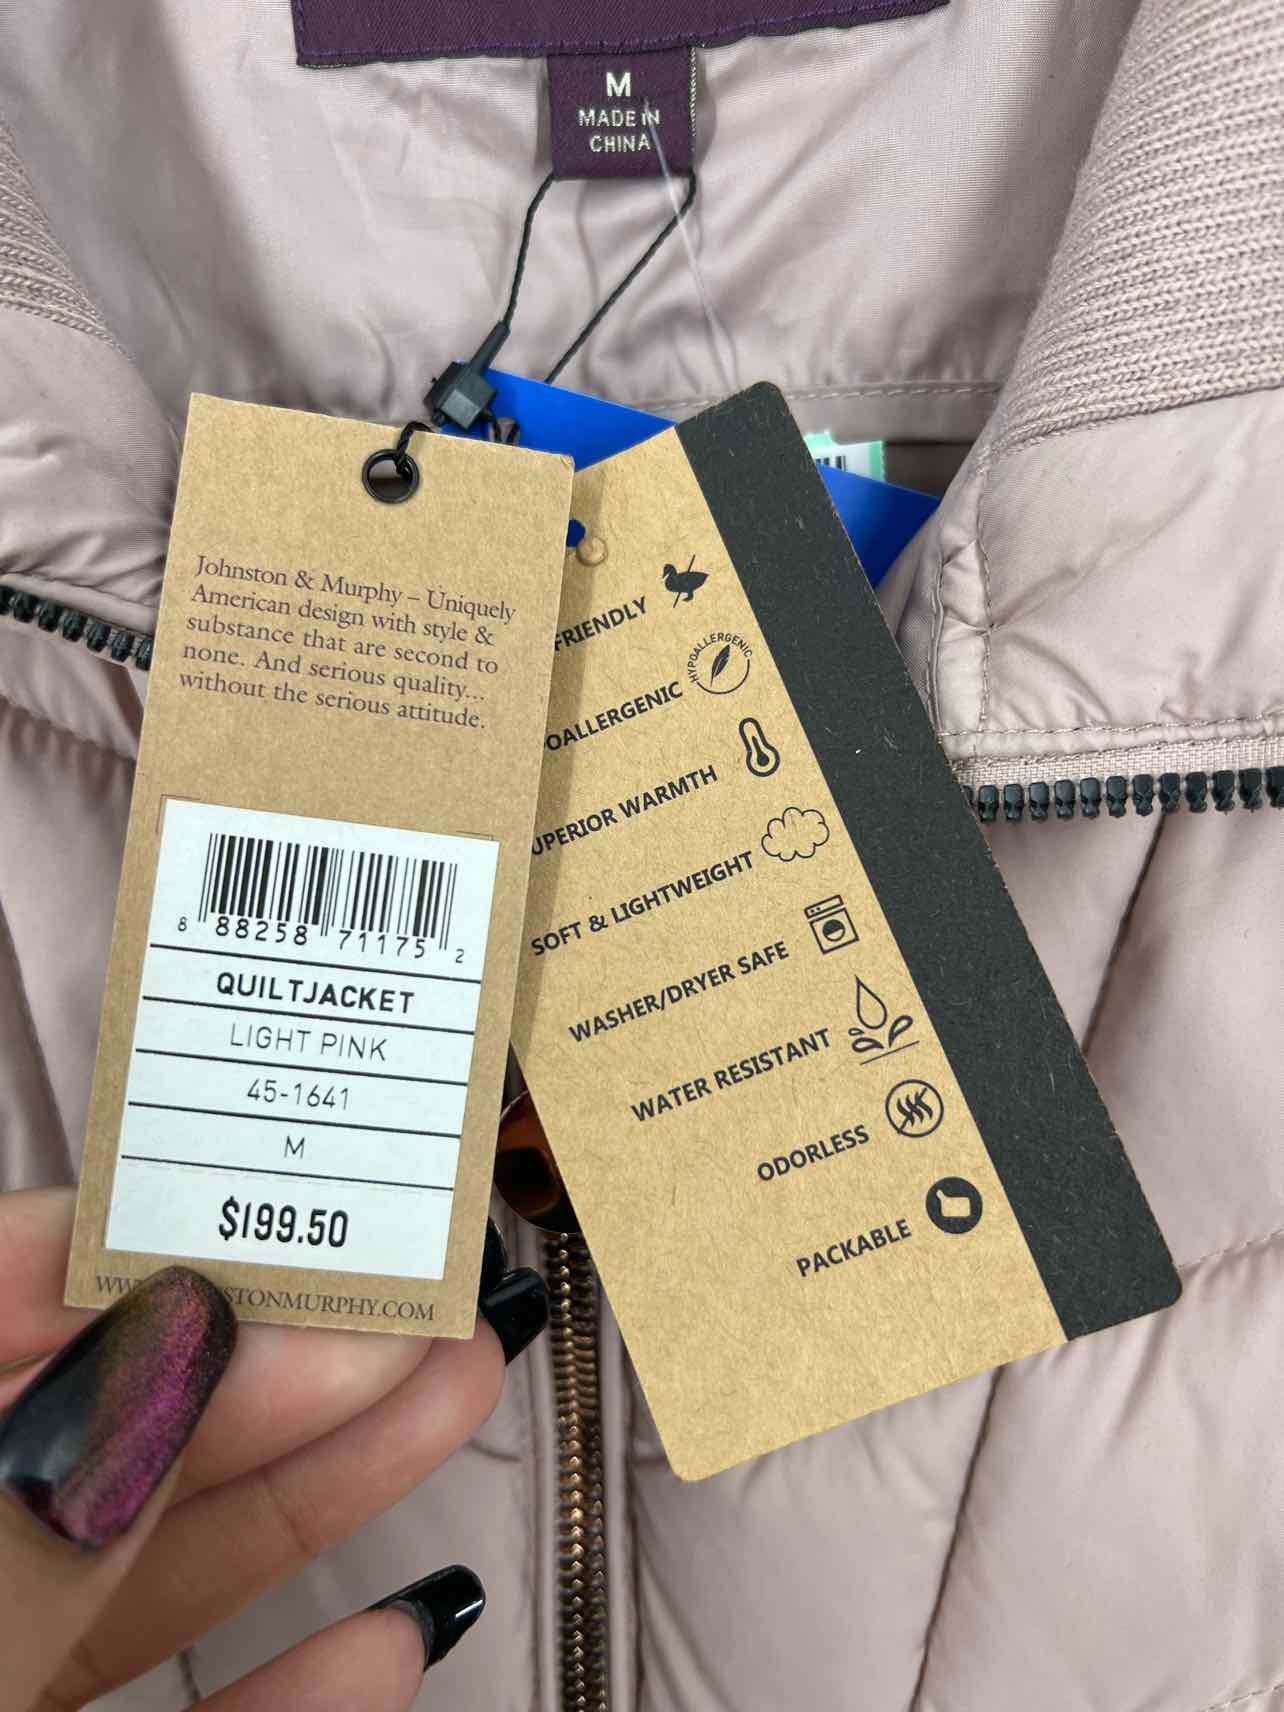 M
MADE IN
CHINA
Johnston & Murphy – Uniquely
American design with style &
substance that are second to
none. And serious quality...
without the serious attitude.
8 88258 71175 2
QUILTJACKET
LIGHT PINK
45-1641
M
$199.50
STONMURPHY.COM
FRIENDLY
HYPOALLERGENIC
OALLERGENIC
UPERIOR WARMTH
SOFT & LIGHTWEIGHT
WASHER/DRYER SAFE
WATER RESISTANT
ODORLESS
PACKABLE